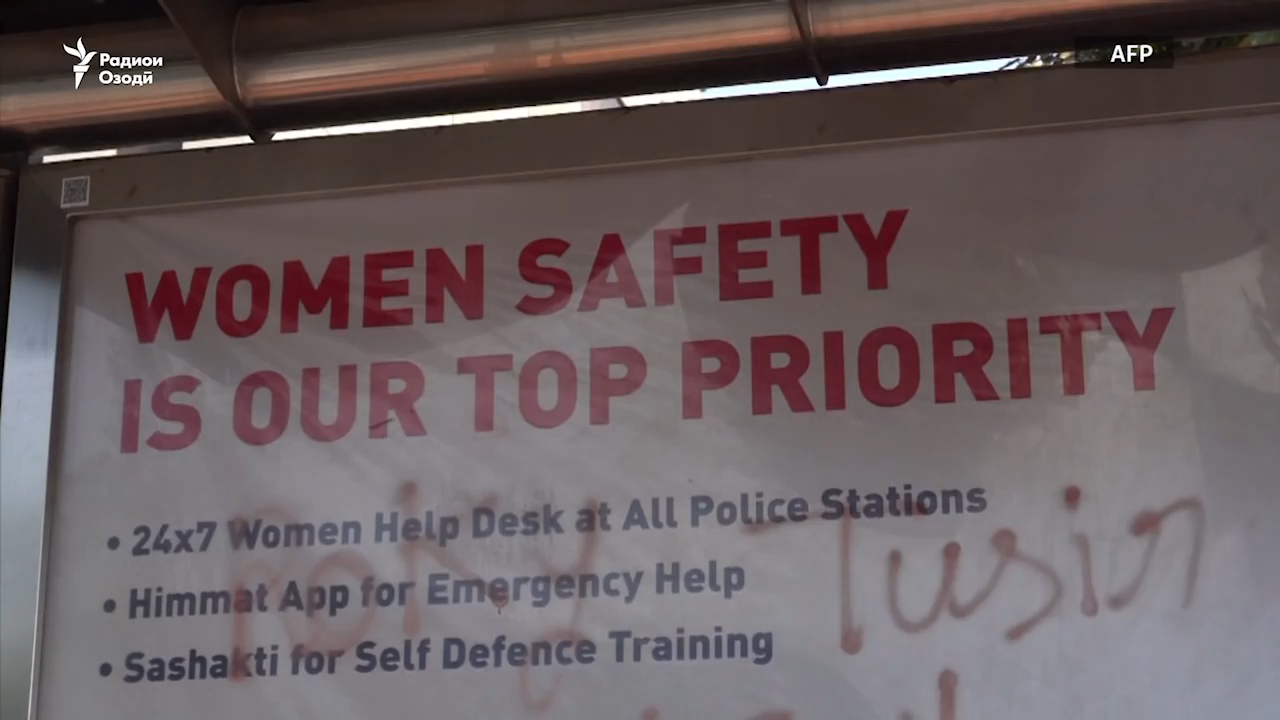 Радиои
Озодӣ
AFP
WOMEN SAFETY
IS OUR TOP PRIORITY
• 24x7 Women Help Desk at All Police Stations
• Himmat App for Emergency Help
• Sashakti for Self Defence Training
Tusir